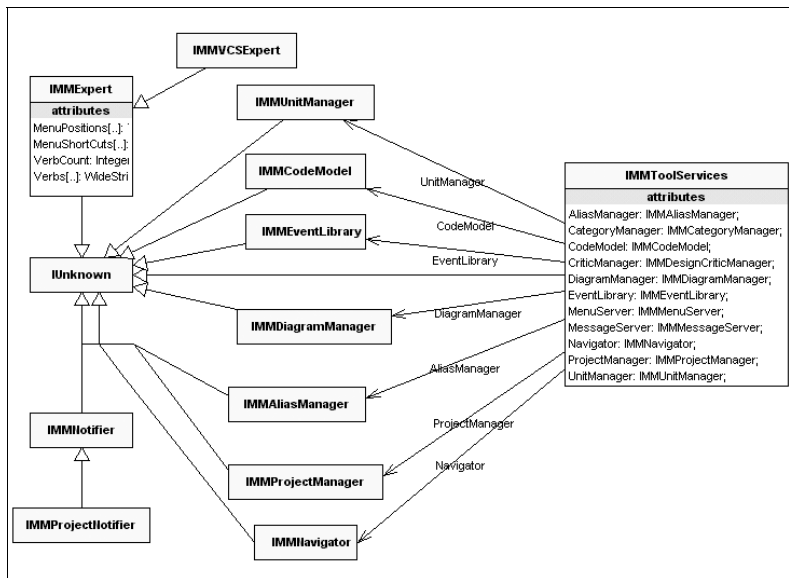 IMMVCSExpert
IMMExpert
attributes
MenuPositions[..]:
MenuShortCuts[..]:
VerbCount: Integer
Verbs[..]: WideStri
IMMUnitManager
IMMCodeModel
IMMEventLibrary
IUnknown
IMMDiagramManager
IMMAliasManager
IMMNotifier
IMMProjectManager
IMMProjectNotifier
IMMNavigator
UnitManager
CodeModel
EventLibrary
DiagramManager
AliasManager
ProjectManager
Navigator
IMMToolServices
attributes
AliasManager: IMMAliasManager;
CategoryManager: IMMCategoryManager;
CodeModel: IMMCodeModel;
CriticManager: IMMDesignCriticManager;
DiagramManager: IMMDiagramManager;
EventLibrary: IMMEventLibrary;
MenuServer: IMMMenuServer;
MessageServer: IMMMessageServer;
Navigator: IMMNavigator;
ProjectManager: IMMProjectManager;
UnitManager: IMMUnitManager;